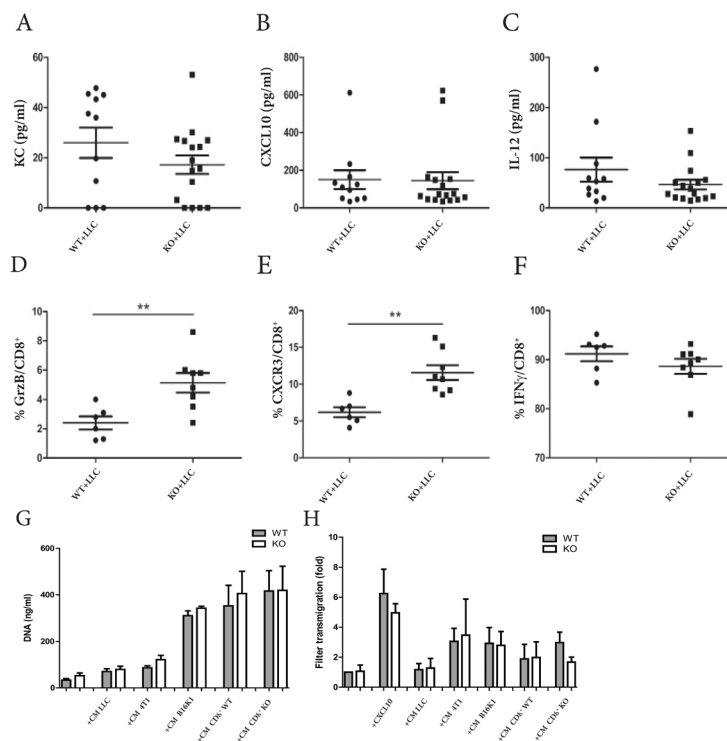 A
KC (pg/ml)
60
40
20
0
WT+LLC
KO+LLC
B
CXCL10 (pg/ml)
800
600
400
200
0
WT+LLC
KO+LLC
C
IL-12 (pg/ml)
300
200
100
0
WT+LLC
KO+LLC
D
% GrzB/CD8+
10
8
6
4
2
0
**
WT+LLC
KO+LLC
E
% CXCR3/CD8+
20
15
10
5
0
**
WT+LLC
KO+LLC
F
% IFNγ/CD8+
100
90
80
70
WT+LLC
KO+LLC
G
WT
KO
DNA (ng/ml)
600
400
200
0
+CM LLC
+CM 4T1
+CM B16K1
+CM CD8- WT
+CM CD8- KO
H
WT
KO
Filter transmigration (fold)
10
8
6
4
2
0
+CXCL10
+CM LLC
+CM 4T1
+CM B16K1
+CM CD8- WT
+CM CD8- KO